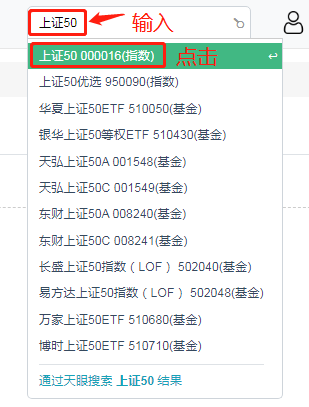 上证50 输入
上证50 000016(指数) 点击
上证50优选 950090(指数)
华夏上证50ETF 510050(基金)
银华上证50等权ETF 510430(基金)
天弘上证50A 001548(基金)
天弘上证50C 001549(基金)
东财上证50A 008240(基金)
东财上证50C 008241(基金)
长盛上证50指数（LOF）502040(基金)
易方达上证50指数（LOF）502048(基金)
万家上证50ETF 510680(基金)
博时上证50ETF 510710(基金)
通过天眼搜索 上证50 结果